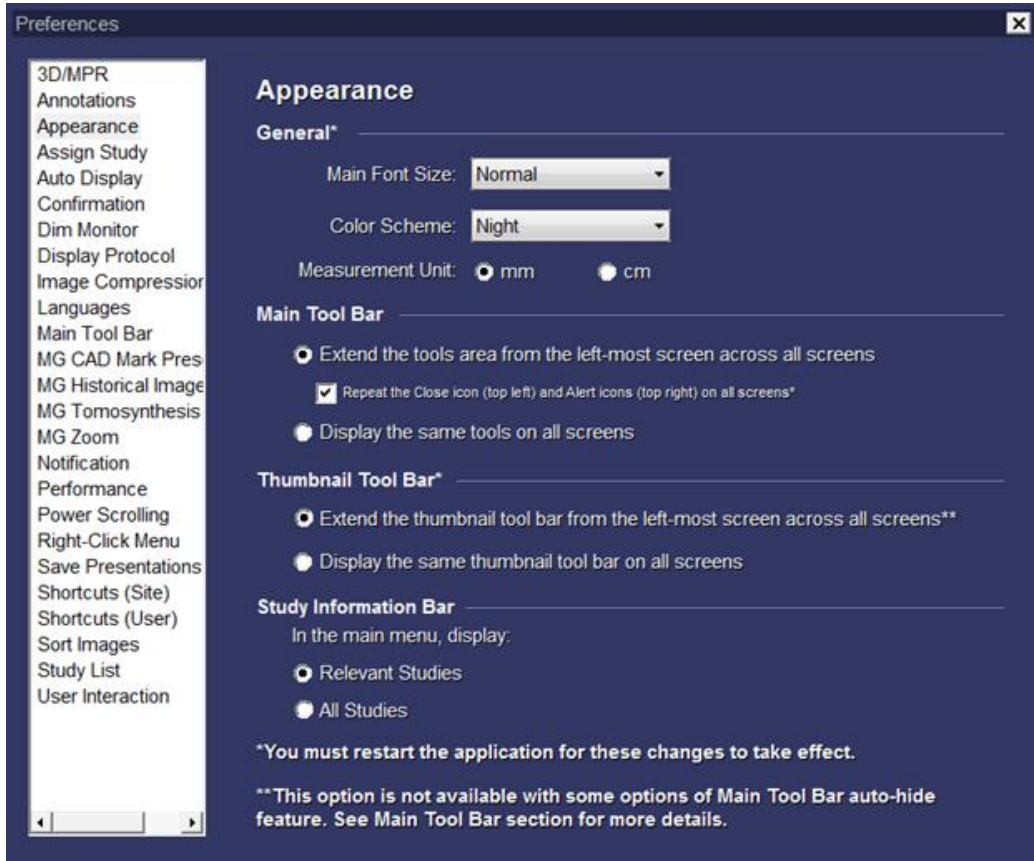 Preferences
3D/MPR
Annotations
Appearance
Assign Study
Auto Display
Confirmation
Dim Monitor
Display Protocol
Image Compression
Languages
Main Tool Bar
MG CAD Mark Pres
MG Historical Image
MG Tomosynthesis
MG Zoom
Notification
Performance
Power Scrolling
Right-Click Menu
Save Presentations
Shortcuts (Site)
Shortcuts (User)
Sort Images
Study List
User Interaction
Appearance
General*
Main Font Size: Normal
Color Scheme: Night
Measurement Unit: mm cm
Main Tool Bar
Extend the tools area from the left-most screen across all screens
Repeat the Close icon (top left) and Alert icons (top right) on all screens*
Display the same tools on all screens
Thumbnail Tool Bar*
Extend the thumbnail tool bar from the left-most screen across all screens**
Display the same thumbnail tool bar on all screens
Study Information Bar
In the main menu, display:
Relevant Studies
All Studies
*You must restart the application for these changes to take effect.
**This option is not available with some options of Main Tool Bar auto-hide
feature. See Main Tool Bar section for more details.